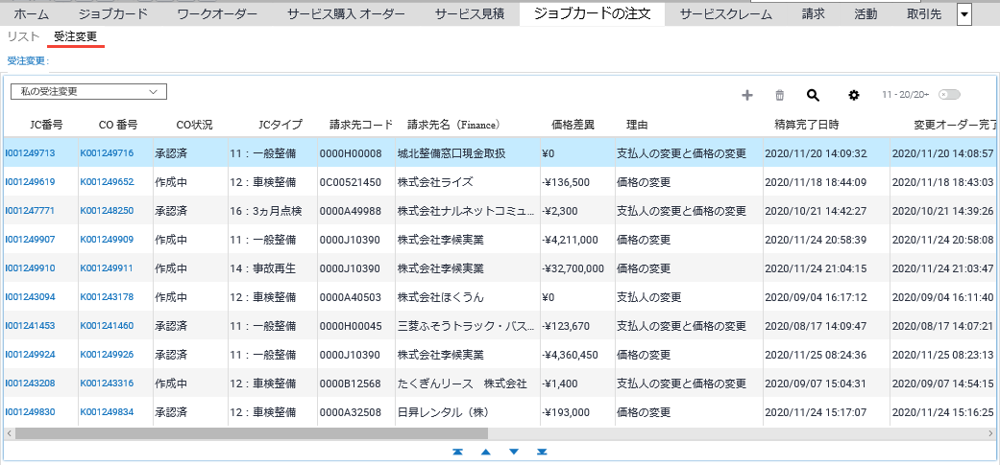 ホーム ジョブカード ワークオーダー サービス購入 オーダー サービス見積 ジョブカードの注文 サービスクレーム 請求 活動 取引先
リスト 受注変更
受注変更:
私の受注変更 11 - 20/20+
JC番号 CO 番号 CO状況 JCタイプ 請求先コード 請求先名（Finance） 価格差異 理由 精算完了日時 変更オーダー完了
I001249713 K001249716 承認済 11：一般整備 0000H00008 城北整備窓口現金取扱 ¥0 支払人の変更と価格の変更 2020/11/20 14:09:32 2020/11/20 14:08:57
I001249619 K001249652 作成中 12：車検整備 0C00521450 株式会社ライズ -¥136,500 価格の変更 2020/11/18 18:44:09 2020/11/18 18:43:03
I001247771 K001248250 承認済 16：3ヵ月点検 0000A49988 株式会社ナルネットコミュ... -¥2,300 支払人の変更と価格の変更 2020/10/21 14:42:27 2020/10/21 14:39:26
I001249907 K001249909 作成中 11：一般整備 0000J10390 株式会社李候実業 -¥4,211,000 価格の変更 2020/11/24 20:58:39 2020/11/24 20:58:08
I001249910 K001249911 作成中 14：事故再生 0000J10390 株式会社李候実業 -¥32,700,000 価格の変更 2020/11/24 21:04:15 2020/11/24 21:03:47
I001243094 K001243178 作成中 12：車検整備 0000A40503 株式会社ほくうん ¥0 支払人の変更 2020/09/04 16:17:12 2020/09/04 16:11:40
I001241453 K001241460 承認済 11：一般整備 0000H00045 三菱ふそうトラック・バス... -¥123,670 支払人の変更と価格の変更 2020/08/17 14:09:47 2020/08/17 14:07:21
I001249924 K001249926 承認済 11：一般整備 0000J10390 株式会社李候実業 -¥4,360,450 価格の変更 2020/11/25 08:24:36 2020/11/25 08:23:13
I001243208 K001243316 作成中 12：車検整備 0000B12568 たくぎんリース　株式会社 -¥1,400 支払人の変更と価格の変更 2020/09/07 15:04:31 2020/09/07 14:54:15
I001249830 K001249834 承認済 12：車検整備 0000A32508 日昇レンタル（株） -¥193,000 価格の変更 2020/11/24 15:17:07 2020/11/24 15:16:25